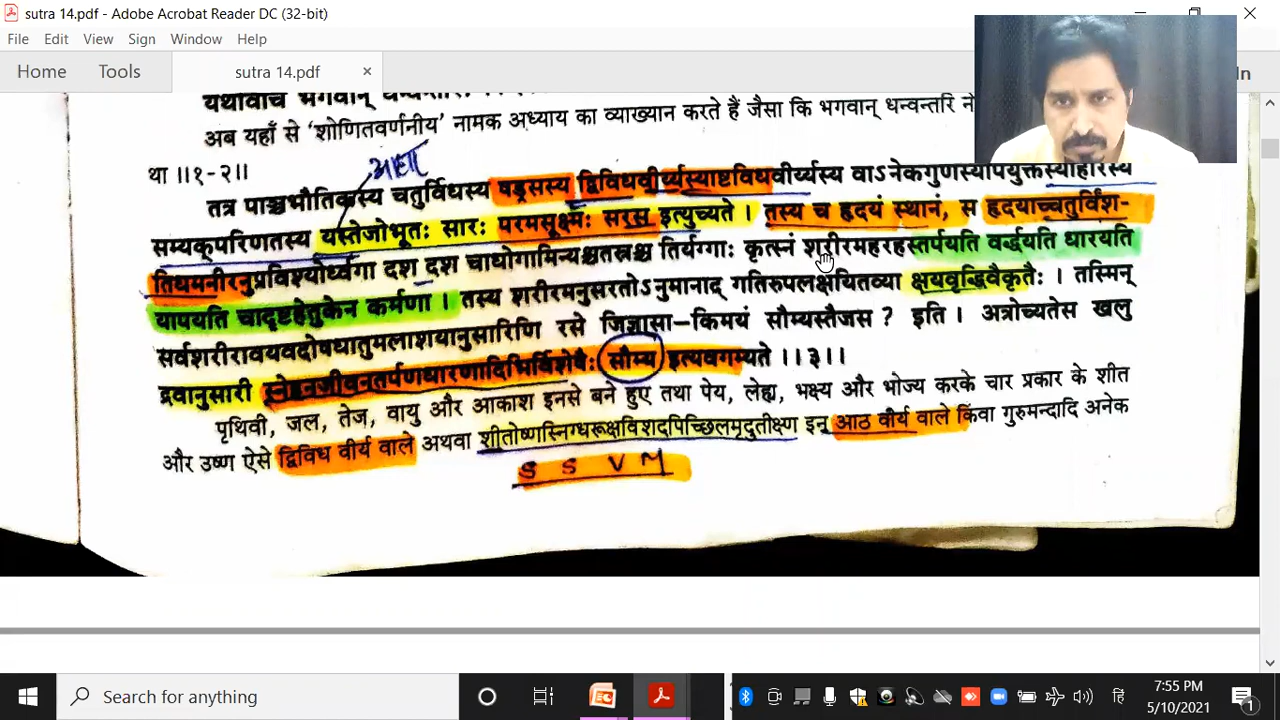 sutra 14.pdf - Adobe Acrobat Reader DC (32-bit)
File Edit View Sign Window Help
Home Tools sutra 14.pdf In
यथोवाच भगवान्
अब यहाँ से ‘शोणितवर्णनीय’ नामक अध्याय का व्याख्यान करते हैं जैसा कि भगवान् धन्वन्तरि ने
था ॥१-२॥
तत्र पाञ्चभौतिकस्य चतुर्विधस्य षड्रसस्य द्विविधवीर्य्यस्याष्टविधवीर्य्यस्य वाऽनेकगुणस्योपयुक्तस्याहारस्य
सम्यक्परिणतस्य यस्तेजोभूतः सारः परमसूक्ष्मः सरस इत्युच्यते । तस्य च हृदयं स्थानं, स हृदयाच्चतुर्विंश-
तिधमनीरनुप्रविश्योर्ध्वगा दश दश चाधोगामिन्यश्चतस्रश्च तिर्यग्गाः कृत्स्नं शरीरमहरहस्तर्पयति वर्द्धयति धारयति
यापयति चादृष्टहेतुकेन कर्मणा । तस्य शरीरमनुसरतोऽनुमानाद् गतिरुपलक्षयितव्या क्षयवृद्धिवैकृतैः । तस्मिन्
सर्वशरीरावयवदोषधातुमलाशयानुसारिणि रसे जिज्ञासा-किमयं सौम्यस्तैजस ? इति । अत्रोच्यते स खलु
द्रवानुसारी स्नेहनजीवनतर्पणधारणादिभिर्विशेषैः सौम्य इत्यवगम्यते ।।३।।
पृथिवी, जल, तेज, वायु और आकाश इनसे बने हुए तथा पेय, लेह्य, भक्ष्य और भोज्य करके चार प्रकार के शीत
और उष्ण ऐसे द्विविध वीर्य वाले अथवा शीतोष्णस्निग्धरूक्षविशदपिच्छिलमृदुतीक्ष्ण इन आठ वीर्य वाले किंवा गुरुमन्दादि अनेक
S S V M
Search for anything
हि
7:55 PM
5/10/2021
1